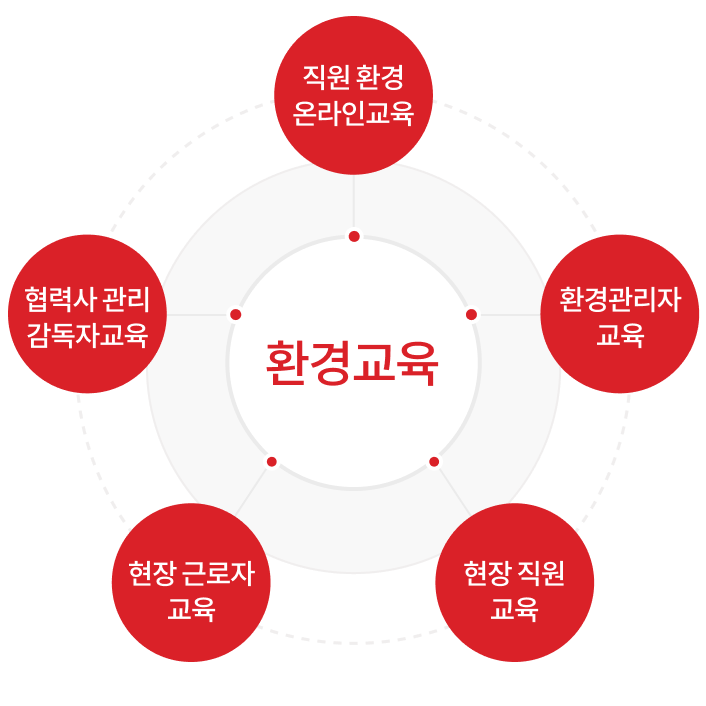 직원 환경
온라인교육
협력사 관리
감독자교육
환경관리자
교육
환경교육
현장 근로자
교육
현장 직원
교육